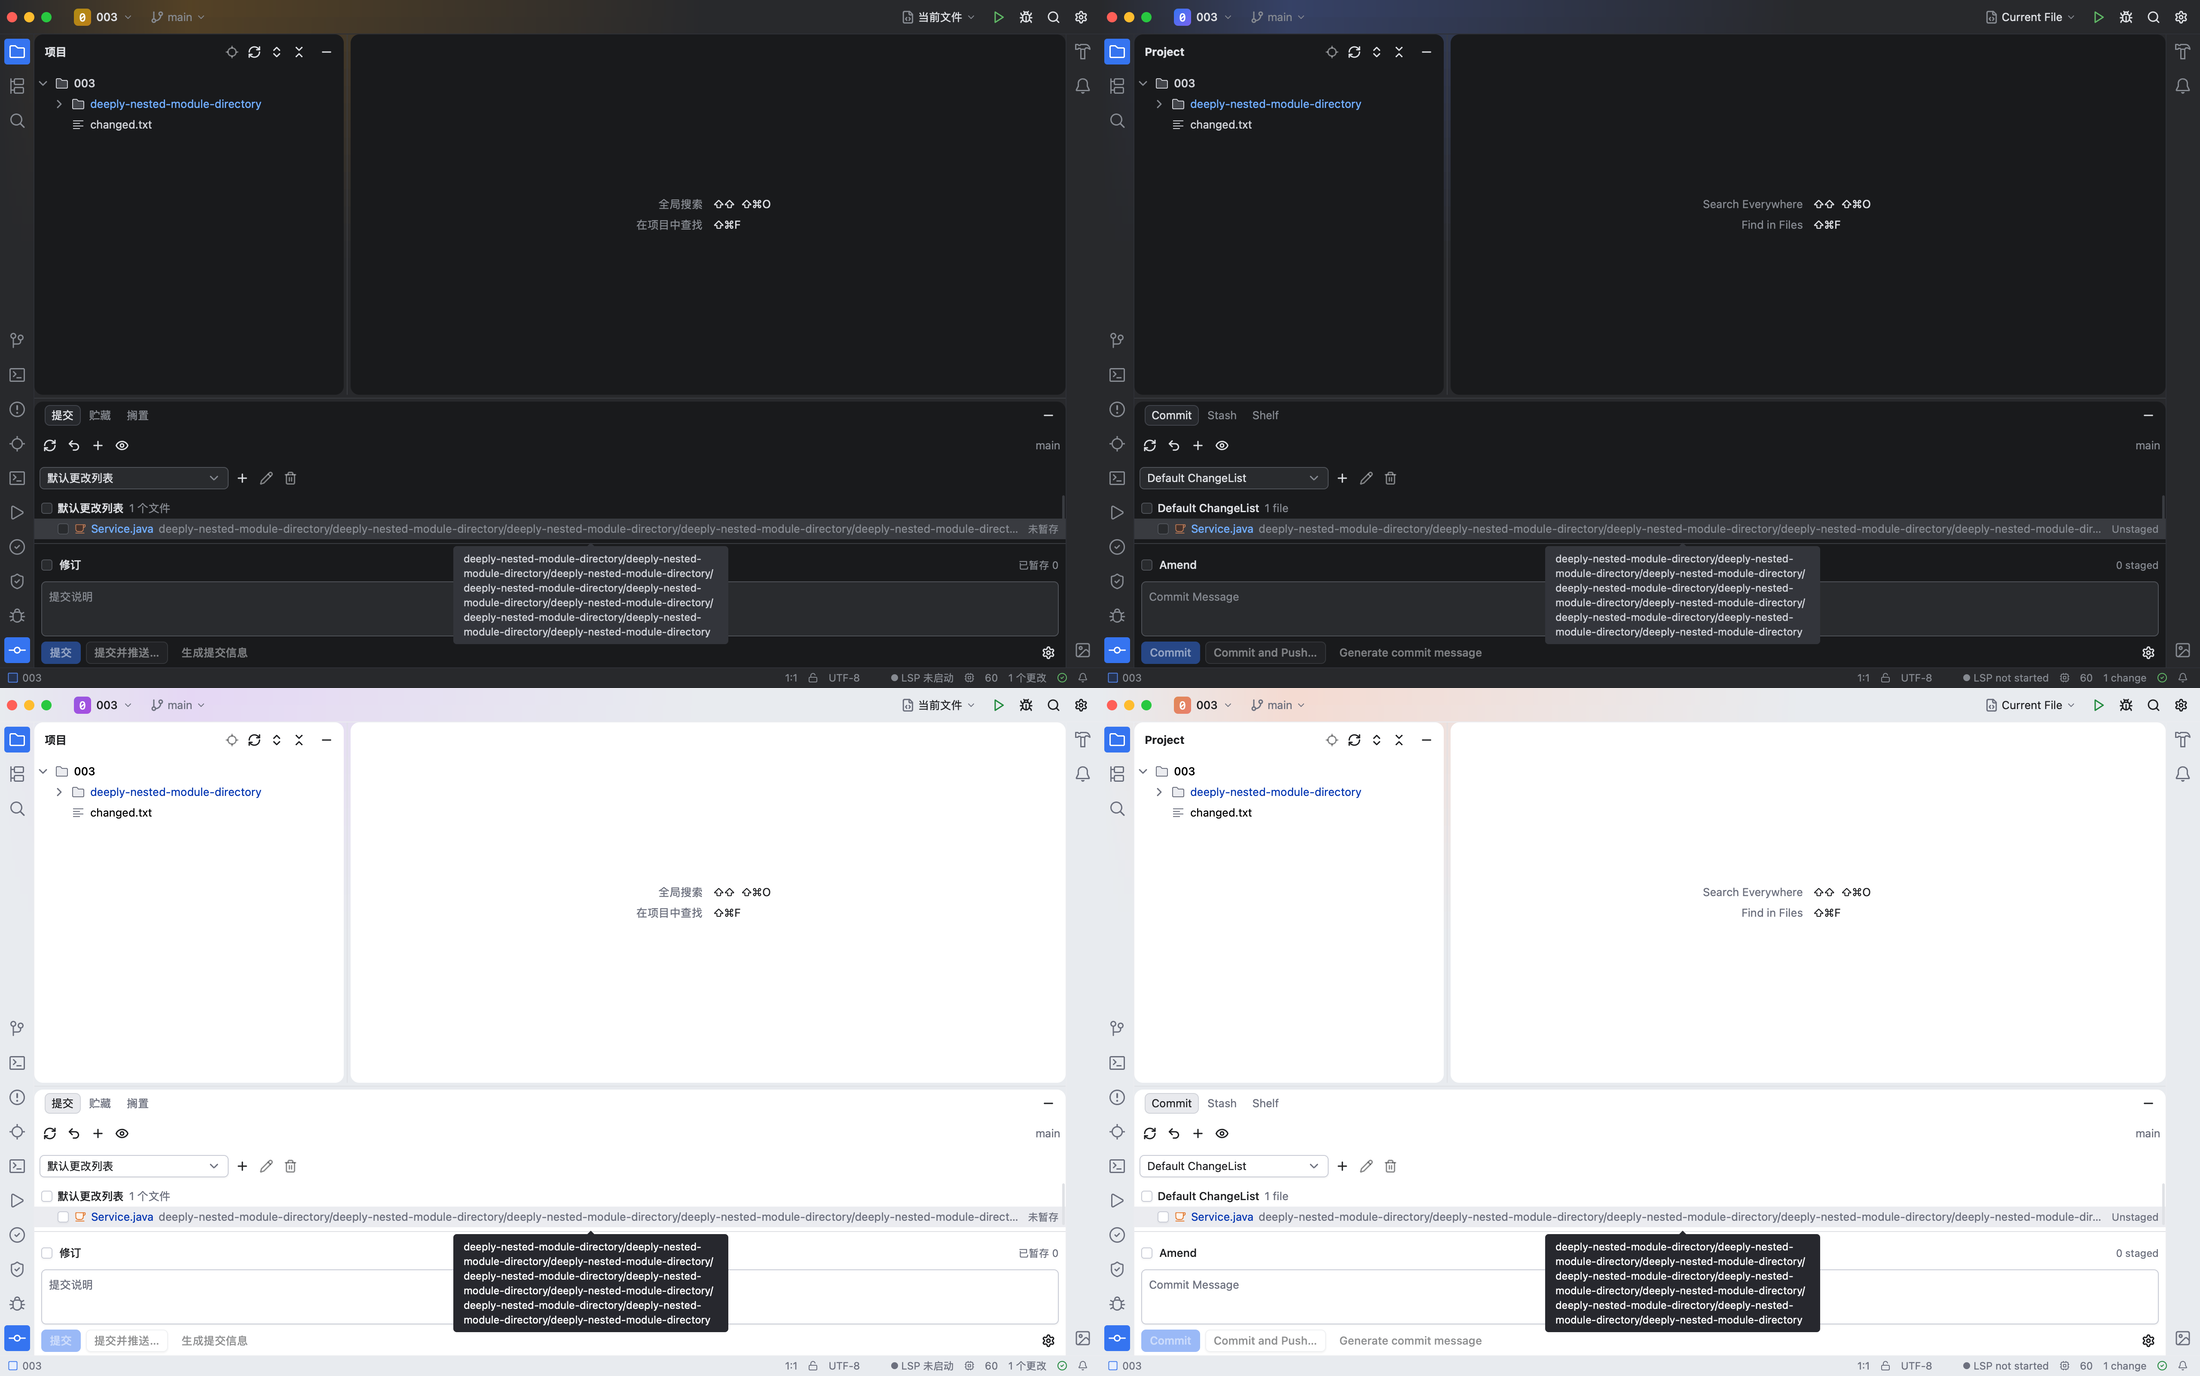 0 003 main 当前文件
项目
003
deeply-nested-module-directory
changed.txt
全局搜索 ⇧⇧ ⇧⌘O
在项目中查找 ⇧⌘F
提交 贮藏 搁置
main
默认更改列表
默认更改列表 1 个文件
Service.java deeply-nested-module-directory/deeply-nested-module-directory/deeply-nested-module-directory/deeply-nested-module-directory/deeply-nested-module-direct... 未暂存
deeply-nested-module-directory/deeply-nested-
module-directory/deeply-nested-module-directory/
deeply-nested-module-directory/deeply-nested-
module-directory/deeply-nested-module-directory/
deeply-nested-module-directory/deeply-nested-
module-directory/deeply-nested-module-directory
修订 已暂存 0
提交说明
提交 提交并推送... 生成提交信息
003 1:1 UTF-8 LSP 未启动 60 1 个更改
0 003 main Current File
Project
003
deeply-nested-module-directory
changed.txt
Search Everywhere ⇧⇧ ⇧⌘O
Find in Files ⇧⌘F
Commit Stash Shelf
main
Default ChangeList
Default ChangeList 1 file
Service.java deeply-nested-module-directory/deeply-nested-module-directory/deeply-nested-module-directory/deeply-nested-module-directory/deeply-nested-module-dir... Unstaged
deeply-nested-module-directory/deeply-nested-
module-directory/deeply-nested-module-directory/
deeply-nested-module-directory/deeply-nested-
module-directory/deeply-nested-module-directory/
deeply-nested-module-directory/deeply-nested-
module-directory/deeply-nested-module-directory
Amend 0 staged
Commit Message
Commit Commit and Push... Generate commit message
003 1:1 UTF-8 LSP not started 60 1 change
0 003 main 当前文件
项目
003
deeply-nested-module-directory
changed.txt
全局搜索 ⇧⇧ ⇧⌘O
在项目中查找 ⇧⌘F
提交 贮藏 搁置
main
默认更改列表
默认更改列表 1 个文件
Service.java deeply-nested-module-directory/deeply-nested-module-directory/deeply-nested-module-directory/deeply-nested-module-directory/deeply-nested-module-direct... 未暂存
deeply-nested-module-directory/deeply-nested-
module-directory/deeply-nested-module-directory/
deeply-nested-module-directory/deeply-nested-
module-directory/deeply-nested-module-directory/
deeply-nested-module-directory/deeply-nested-
module-directory/deeply-nested-module-directory
修订 已暂存 0
提交说明
提交 提交并推送... 生成提交信息
003 1:1 UTF-8 LSP 未启动 60 1 个更改
0 003 main Current File
Project
003
deeply-nested-module-directory
changed.txt
Search Everywhere ⇧⇧ ⇧⌘O
Find in Files ⇧⌘F
Commit Stash Shelf
main
Default ChangeList
Default ChangeList 1 file
Service.java deeply-nested-module-directory/deeply-nested-module-directory/deeply-nested-module-directory/deeply-nested-module-directory/deeply-nested-module-dir... Unstaged
deeply-nested-module-directory/deeply-nested-
module-directory/deeply-nested-module-directory/
deeply-nested-module-directory/deeply-nested-
module-directory/deeply-nested-module-directory/
deeply-nested-module-directory/deeply-nested-
module-directory/deeply-nested-module-directory
Amend 0 staged
Commit Message
Commit Commit and Push... Generate commit message
003 1:1 UTF-8 LSP not started 60 1 change